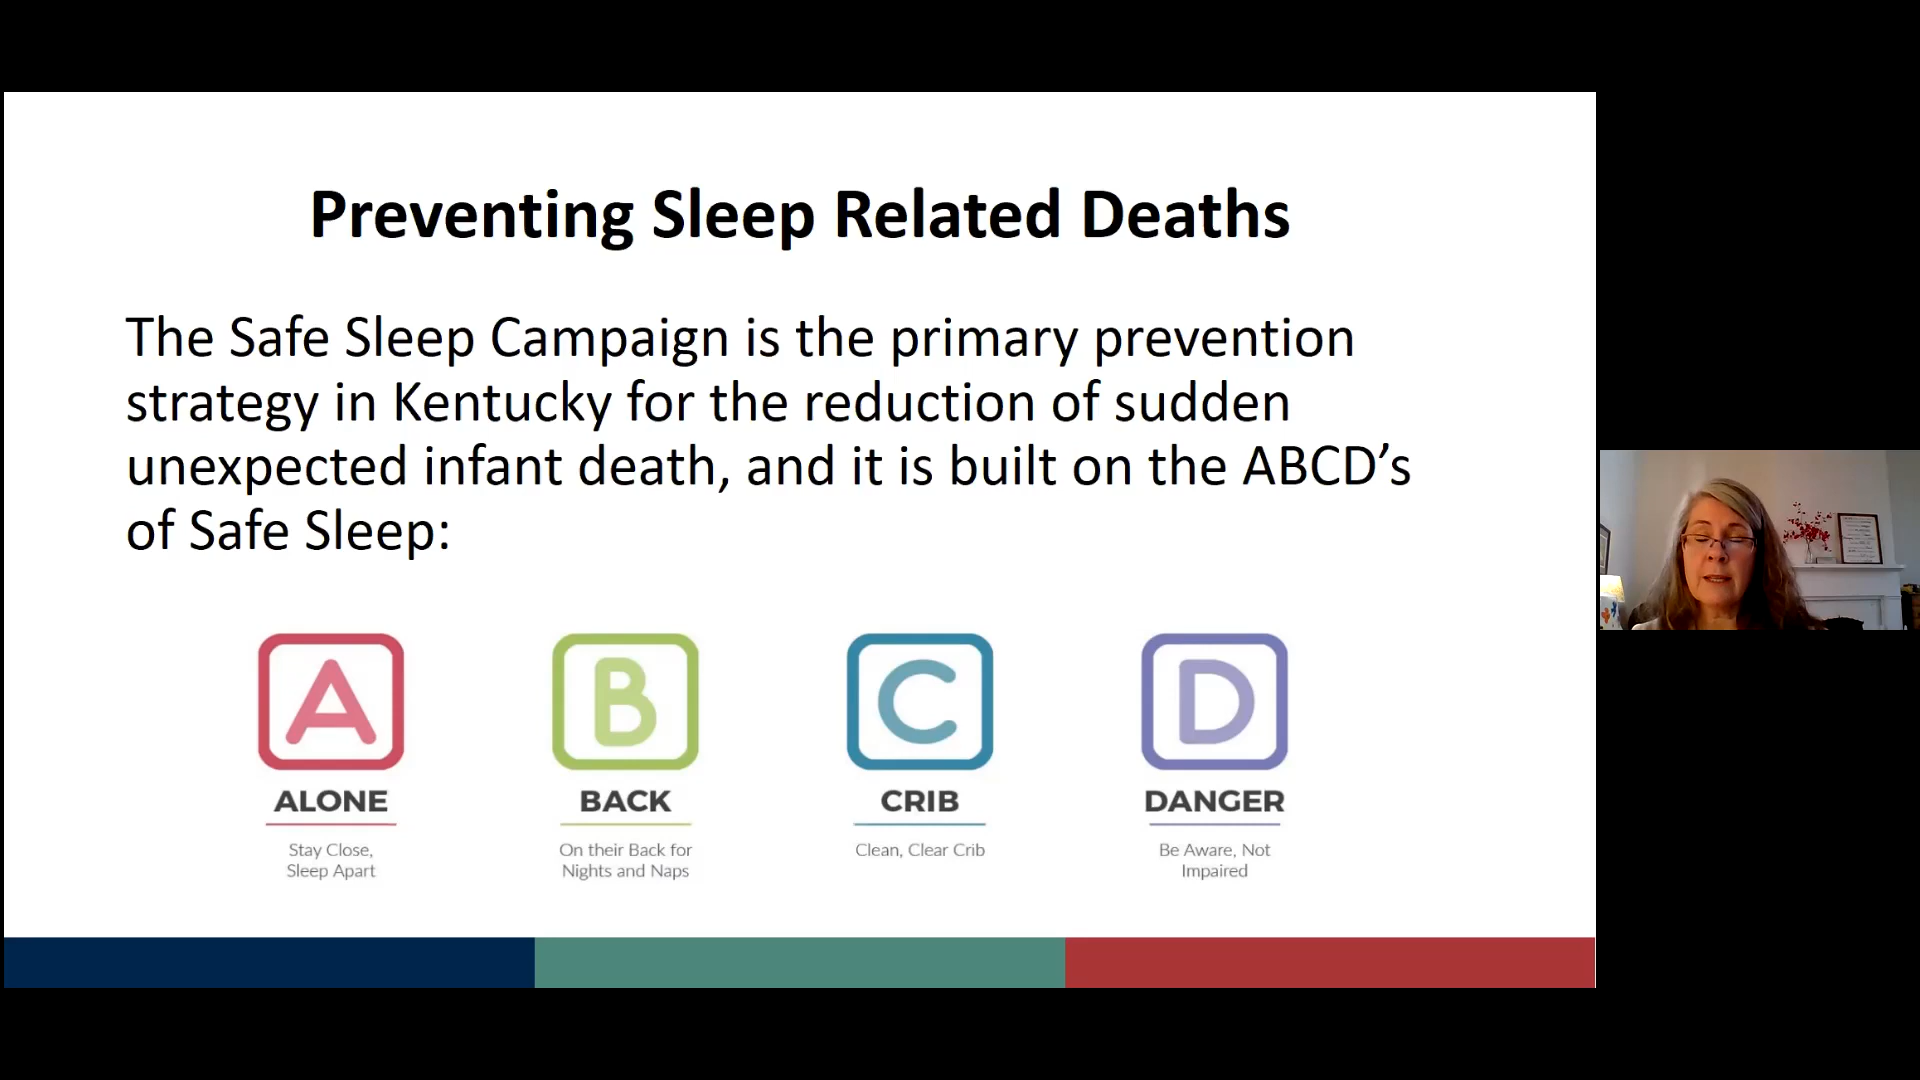 Preventing Sleep Related Deaths
The Safe Sleep Campaign is the primary prevention
strategy in Kentucky for the reduction of sudden
unexpected infant death, and it is built on the ABCD’s
of Safe Sleep:
A
ALONE
Stay Close,
Sleep Apart
B
BACK
On their Back for
Nights and Naps
C
CRIB
Clean, Clear Crib
D
DANGER
Be Aware, Not
Impaired